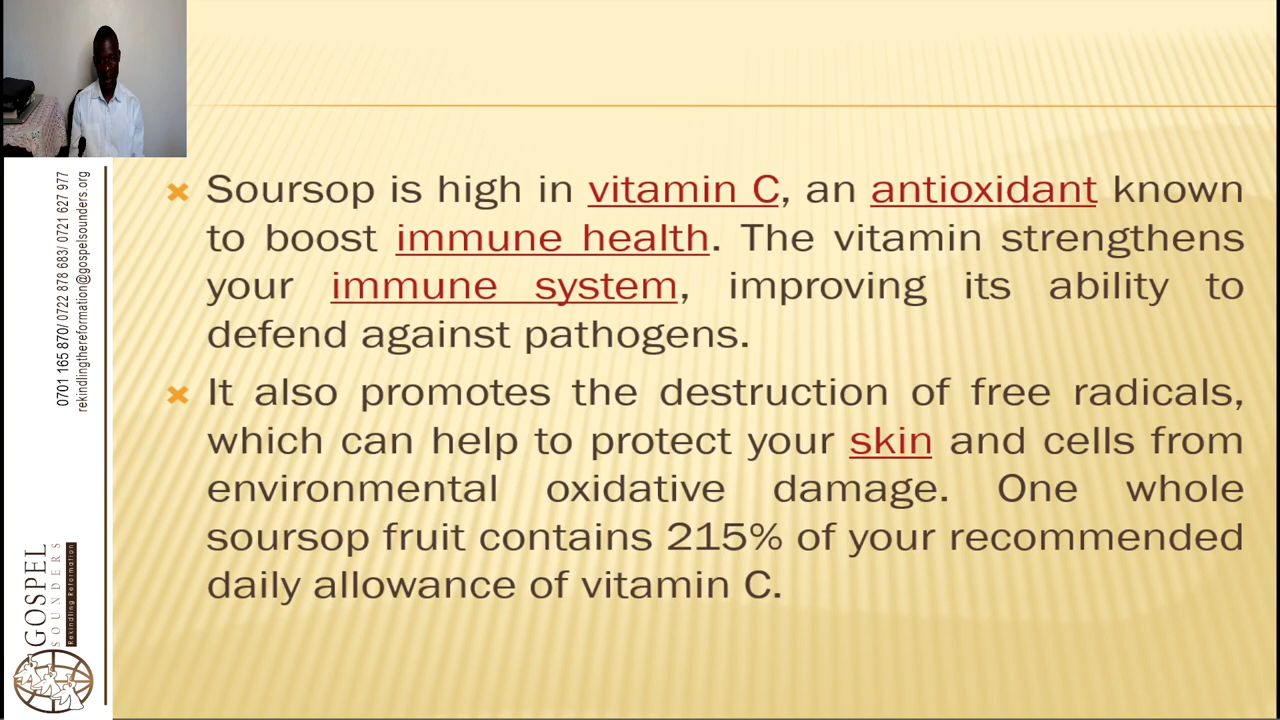 Soursop is high in vitamin C, an antioxidant known
to boost immune health. The vitamin strengthens
your immune system, improving its ability to
defend against pathogens.
It also promotes the destruction of free radicals,
which can help to protect your skin and cells from
environmental oxidative damage. One whole
soursop fruit contains 215% of your recommended
daily allowance of vitamin C.
0701 165 870/ 0722 878 683/ 0721 627 977
rekindlingthereformation@gospelsounders.org
GOSPEL
SOUNDERS
Rekindling Reformation